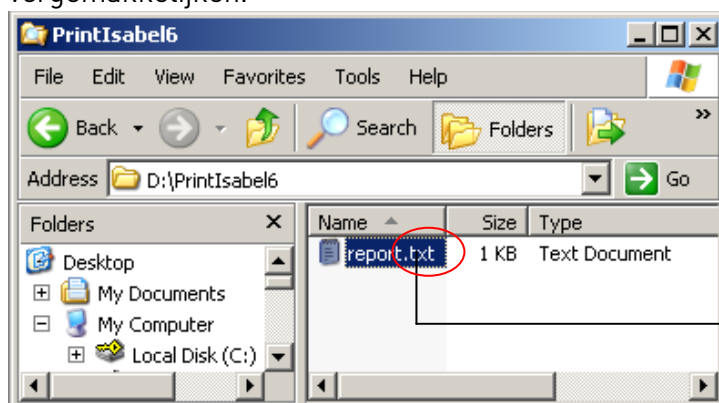 PrintIsabel6
File Edit View Favorites Tools Help
Back Search Folders »
Address D:\PrintIsabel6 Go
Folders X Name Size Type
Desktop report.txt 1 KB Text Document
My Documents
My Computer
Local Disk (C:)